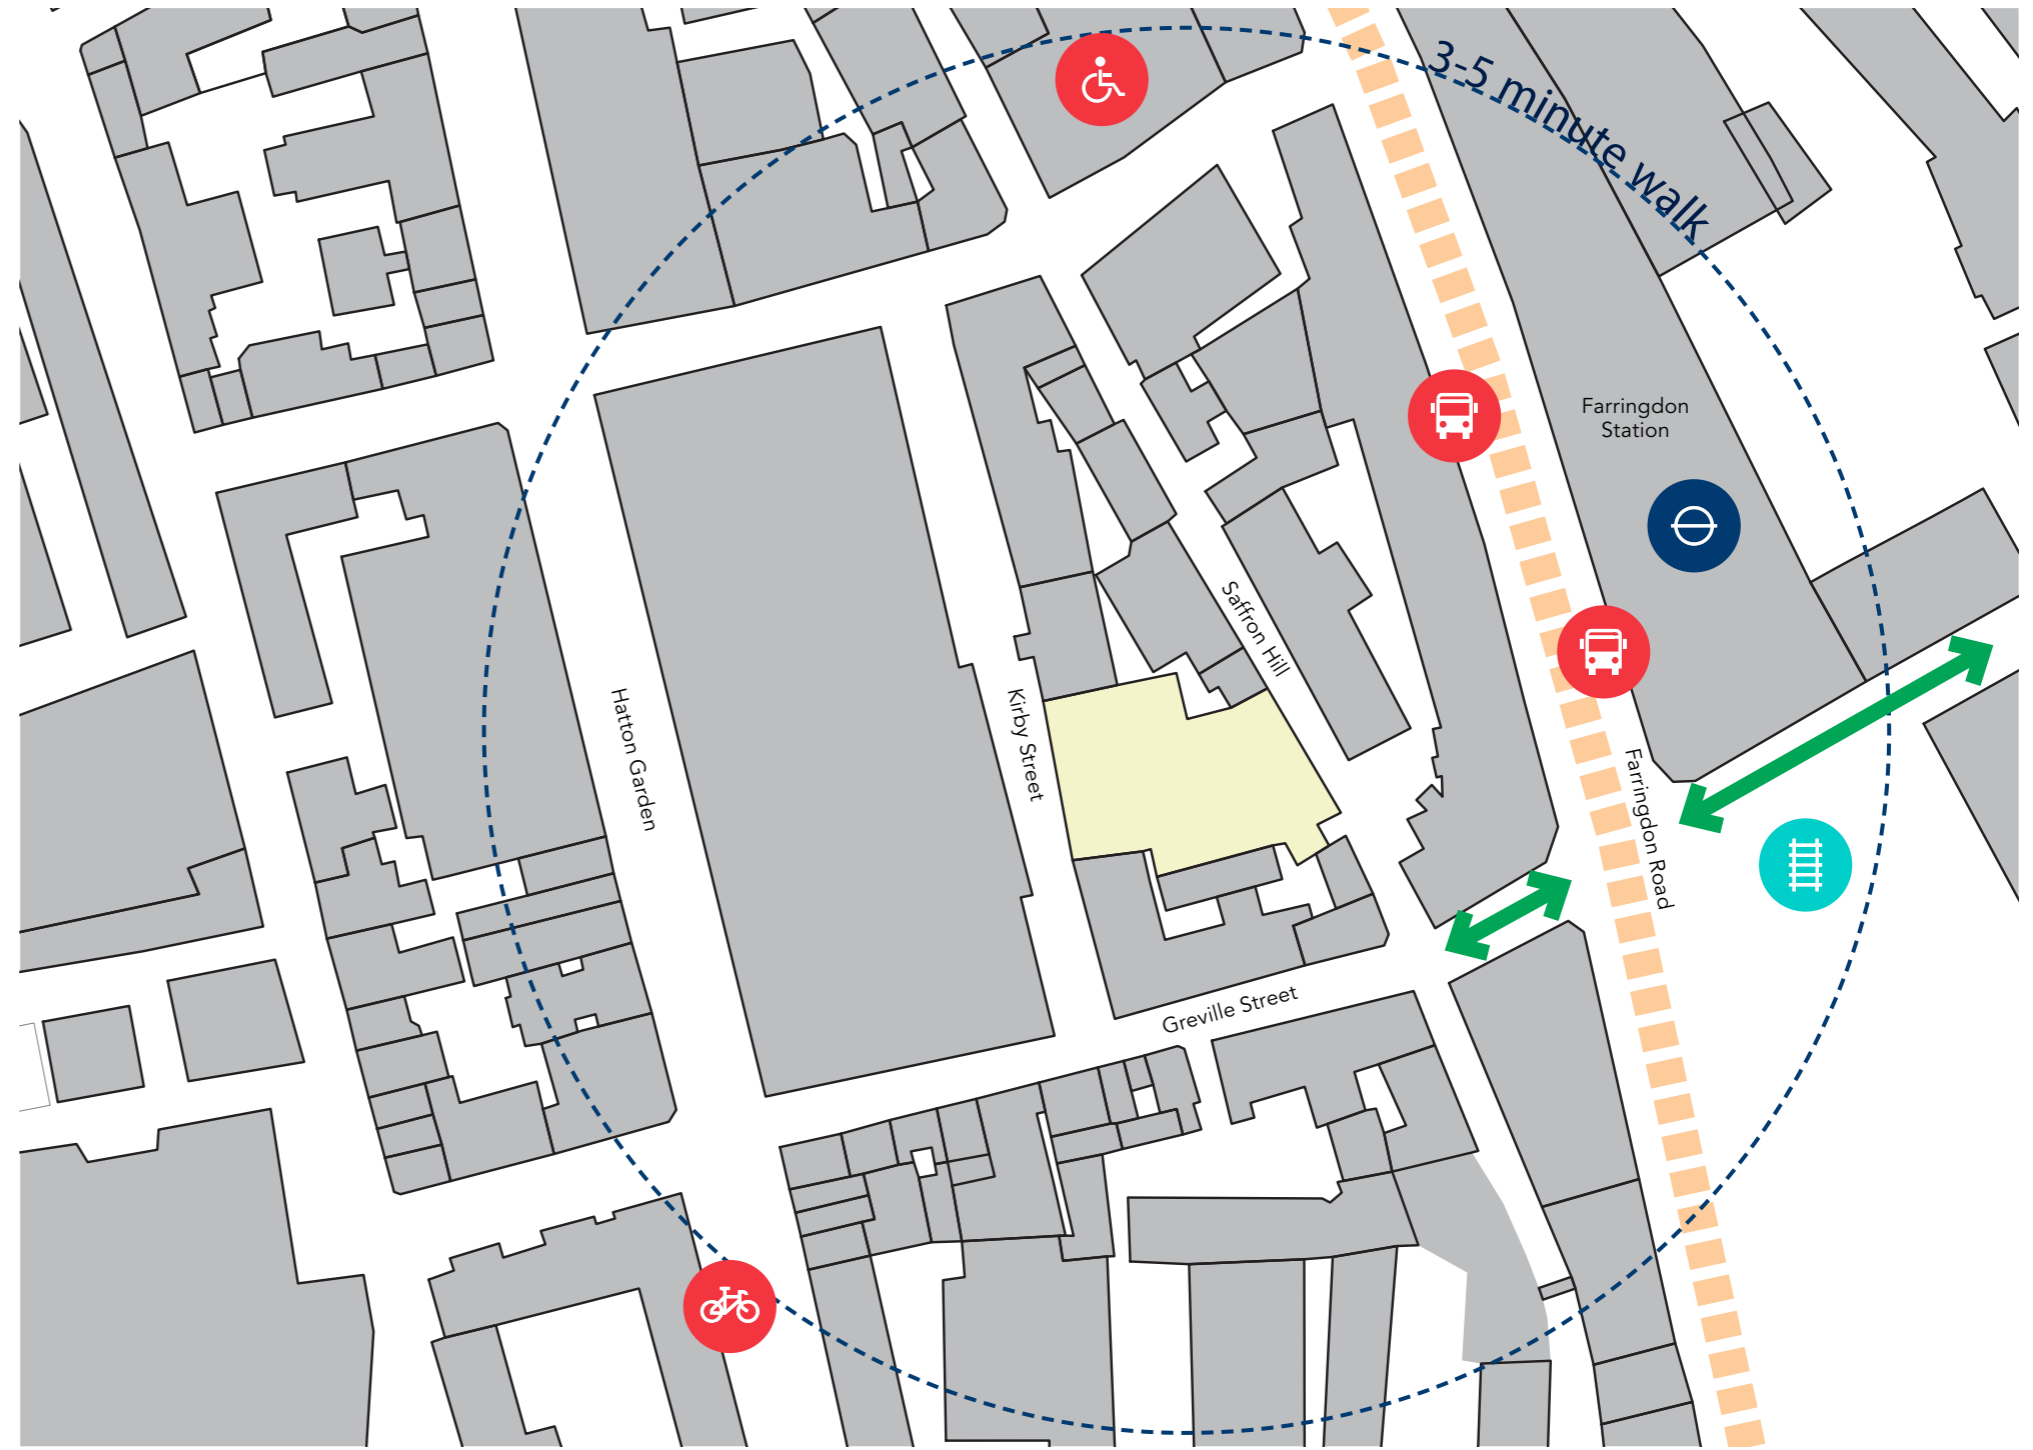 3-5 minute walk
Farringdon
Station
Saffron Hill
Hatton Garden
Kirby Street
Farringdon Road
Greville Street